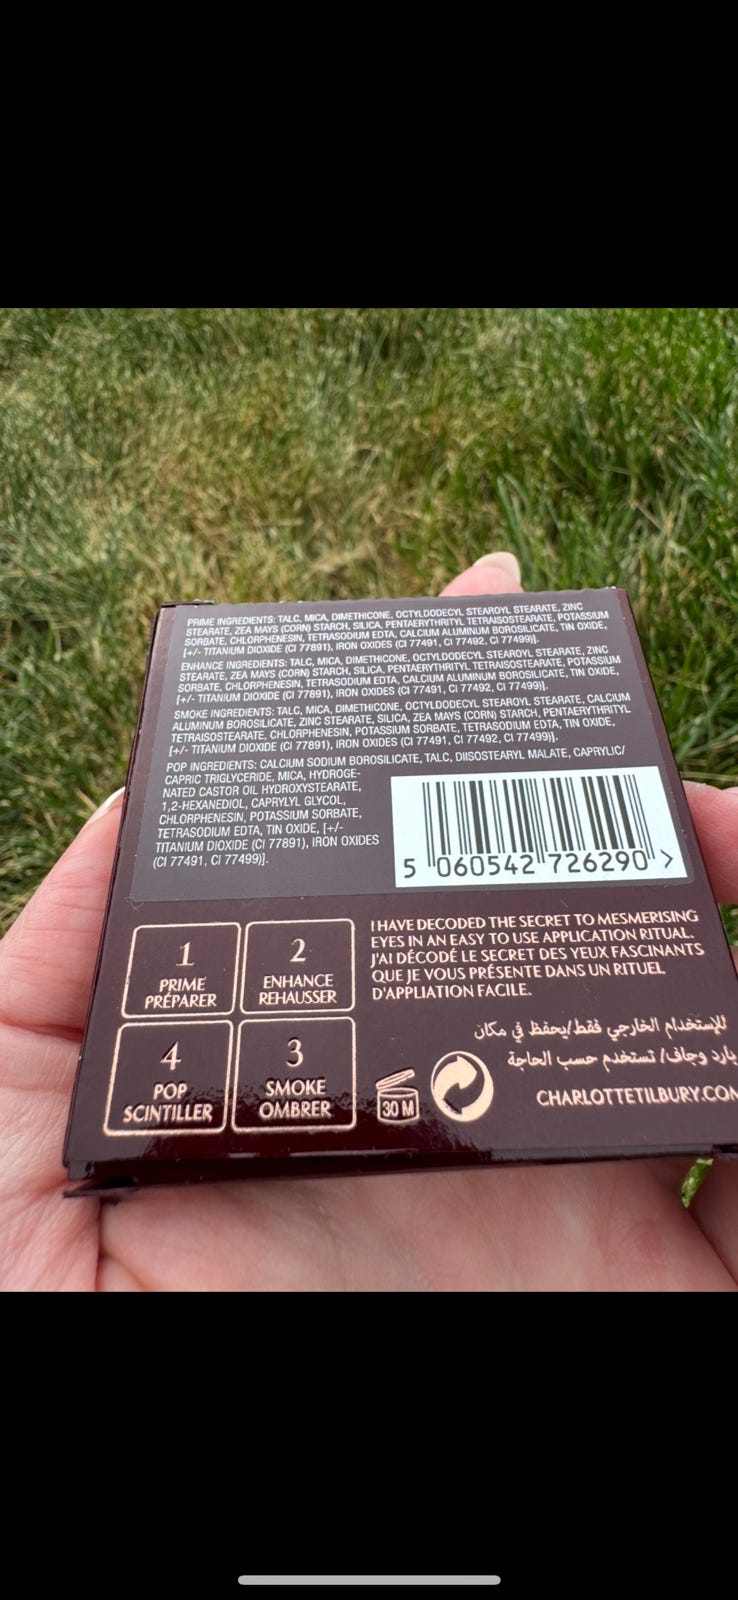 PRIME INGREDIENTS: TALC, MICA, DIMETHICONE, OCTYLDODECYL STEAROYL STEARATE, ZINC
STEARATE, ZEA MAYS (CORN) STARCH, SILICA, PENTAERYTHRITYL TETRAISOSTEARATE, POTASSIUM
SORBATE, CHLORPHENESIN, TETRASODIUM EDTA, CALCIUM ALUMINUM BOROSILICATE, TIN OXIDE,
[+/- TITANIUM DIOXIDE (CI 77891), IRON OXIDES (CI 77491, CI 77492, CI 77499)].
ENHANCE INGREDIENTS: TALC, MICA, DIMETHICONE, OCTYLDODECYL STEAROYL STEARATE, ZINC
STEARATE, ZEA MAYS (CORN) STARCH, SILICA, PENTAERYTHRITYL TETRAISOSTEARATE, POTASSIUM
SORBATE, CHLORPHENESIN, TETRASODIUM EDTA, CALCIUM ALUMINUM BOROSILICATE, TIN OXIDE,
[+/- TITANIUM DIOXIDE (CI 77891), IRON OXIDES (CI 77491, CI 77492, CI 77499)].
SMOKE INGREDIENTS: TALC, MICA, DIMETHICONE, OCTYLDODECYL STEAROYL STEARATE, CALCIUM
ALUMINUM BOROSILICATE, ZINC STEARATE, SILICA, ZEA MAYS (CORN) STARCH, PENTAERYTHRITYL
TETRAISOSTEARATE, CHLORPHENESIN, POTASSIUM SORBATE, TETRASODIUM EDTA, TIN OXIDE,
[+/- TITANIUM DIOXIDE (CI 77891), IRON OXIDES (CI 77491, CI 77492, CI 77499)].
POP INGREDIENTS: CALCIUM SODIUM BOROSILICATE, TALC, DIISOSTEARYL MALATE, CAPRYLIC/
CAPRIC TRIGLYCERIDE, MICA, HYDROGE-
NATED CASTOR OIL HYDROXYSTEARATE,
1,2-HEXANEDIOL, CAPRYLYL GLYCOL,
CHLORPHENESIN, POTASSIUM SORBATE,
TETRASODIUM EDTA, TIN OXIDE, [+/-
TITANIUM DIOXIDE (CI 77891), IRON OXIDES
(CI 77491, CI 77499)].
5 060542 726290 >
1
PRIME
PRÉPARER
2
ENHANCE
REHAUSSER
4
POP
SCINTILLER
3
SMOKE
OMBRER
I HAVE DECODED THE SECRET TO MESMERISING
EYES IN AN EASY TO USE APPLICATION RITUAL.
J'AI DÉCODÉ LE SECRET DES YEUX FASCINANTS
QUE JE VOUS PRÉSENTE DANS UN RITUEL
D'APPLIATION FACILE.
للإستخدام الخارجي فقط/يحفظ في مكان
بارد وجاف/ تستخدم حسب الحاجة
30 M
CHARLOTTETILBURY.COM